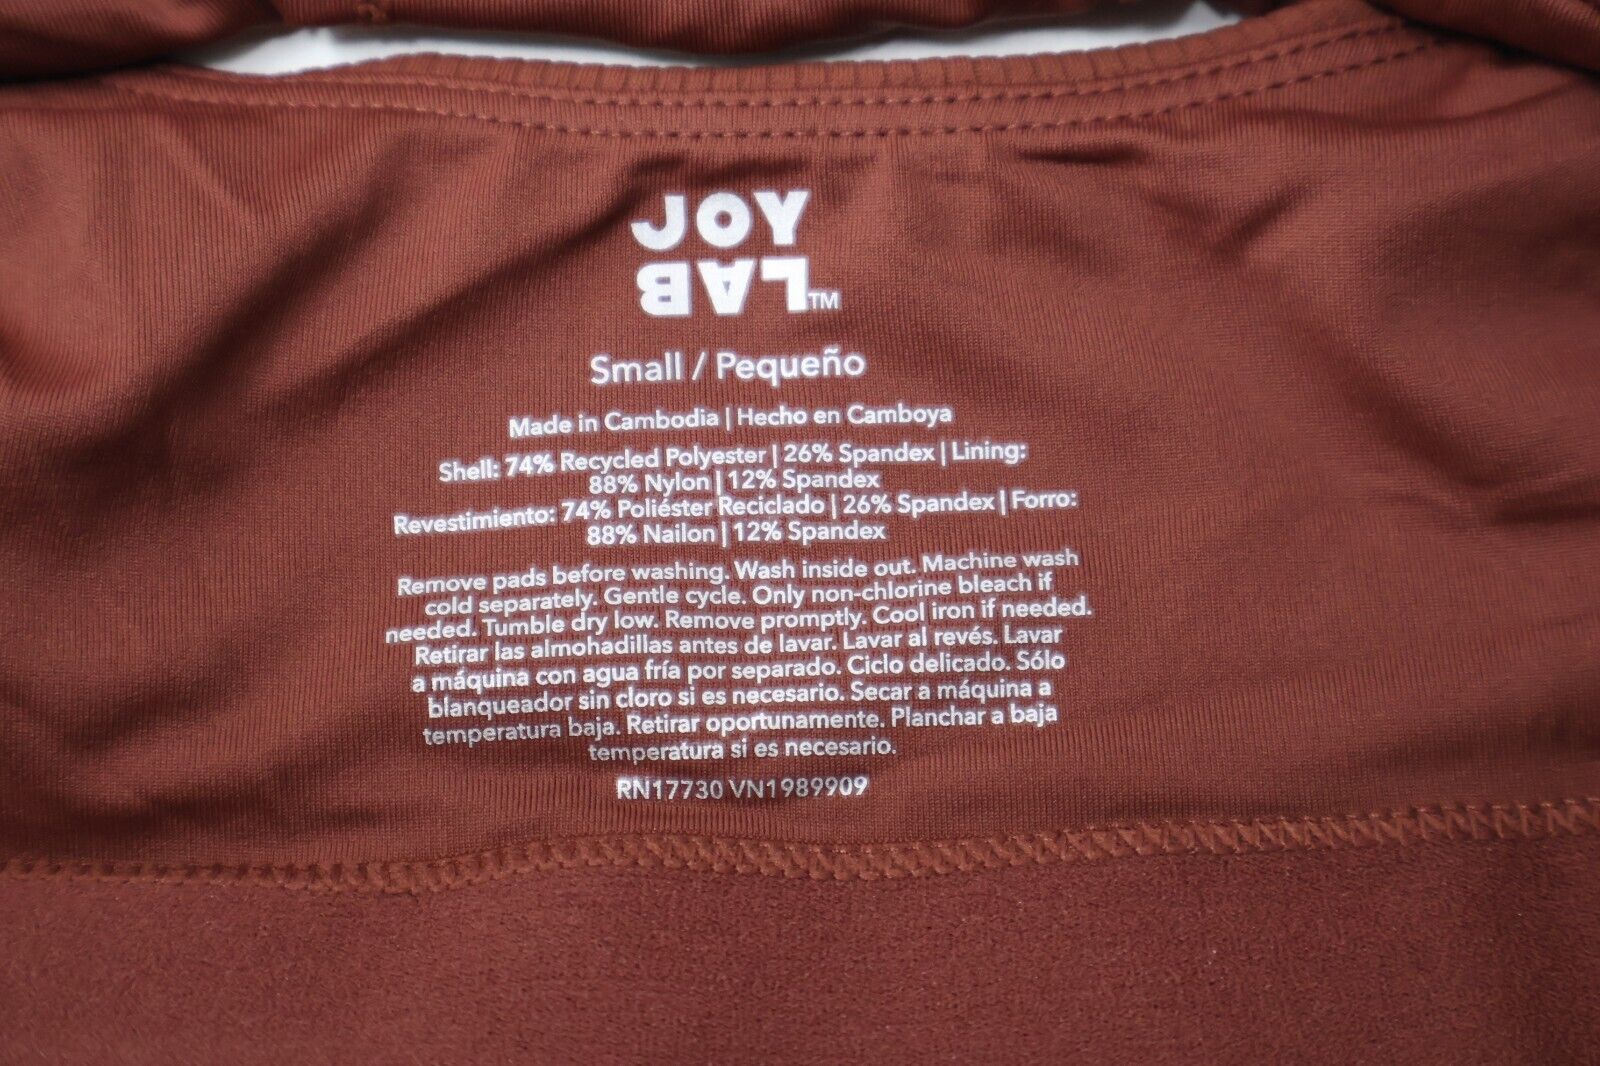 JOY
LAB™
Small / Pequeño
Made in Cambodia | Hecho en Camboya
Shell: 74% Recycled Polyester | 26% Spandex | Lining:
88% Nylon | 12% Spandex
Revestimiento: 74% Poliéster Reciclado | 26% Spandex | Forro:
88% Nailon | 12% Spandex
Remove pads before washing. Wash inside out. Machine wash
cold separately. Gentle cycle. Only non-chlorine bleach if
needed. Tumble dry low. Remove promptly. Cool iron if needed.
Retirar las almohadillas antes de lavar. Lavar al revés. Lavar
a máquina con agua fría por separado. Ciclo delicado. Sólo
blanqueador sin cloro si es necesario. Secar a máquina a
temperatura baja. Retirar oportunamente. Planchar a baja
temperatura si es necesario.
RN17730 VN1989909